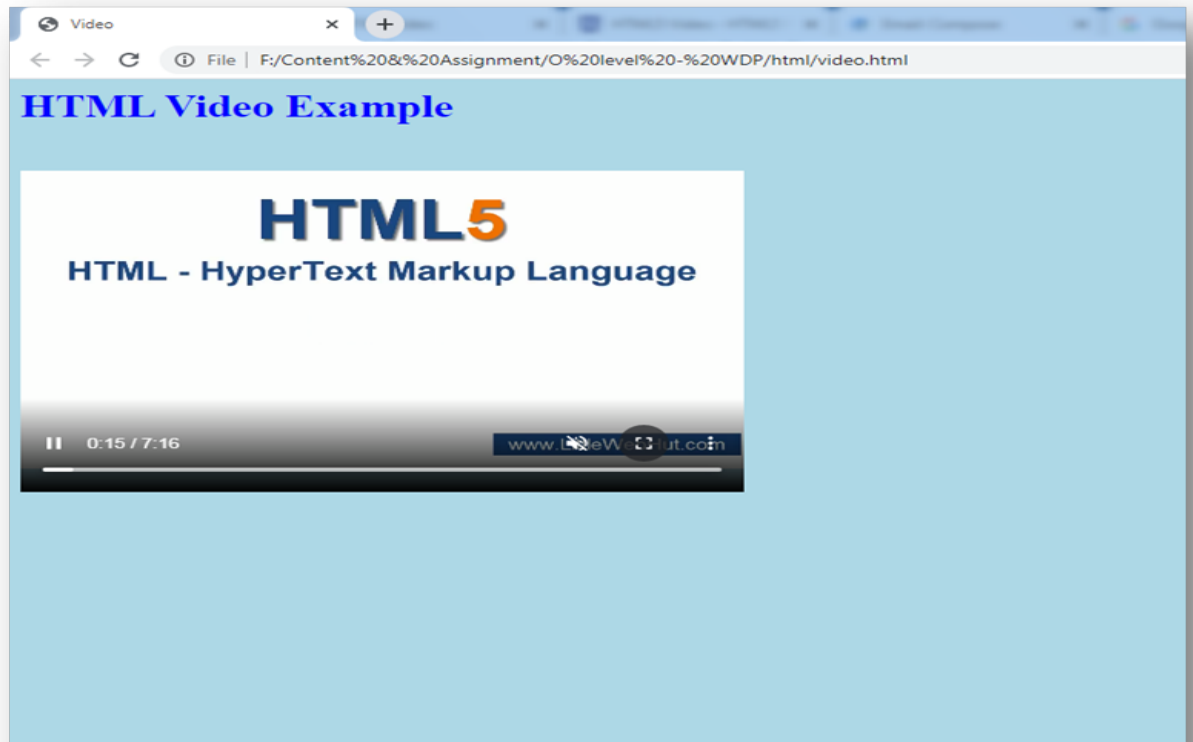 Video
File F:/Content%20&%20Assignment/O%20level%20-%20WDP/html/video.html
HTML Video Example
HTML5
HTML - HyperText Markup Language
0:15 / 7:16